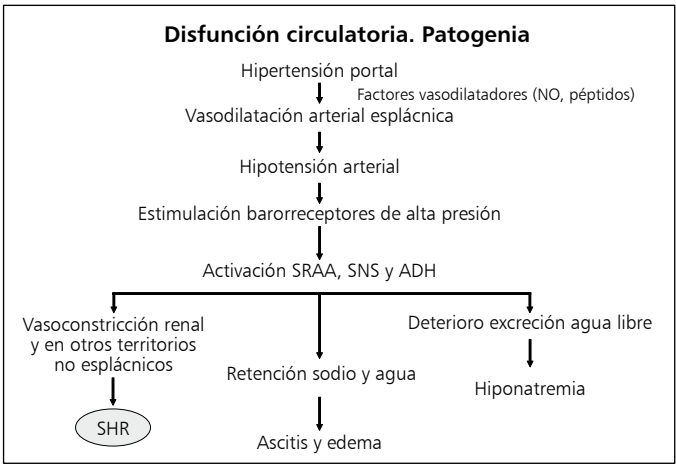 Disfunción circulatoria. Patogenia
Hipertensión portal
Factores vasodilatadores (NO, péptidos)
Vasodilatación arterial esplácnica
Hipotensión arterial
Estimulación barorreceptores de alta presión
Activación SRAA, SNS y ADH
Vasoconstricción renal
y en otros territorios
no esplácnicos
SHR
Retención sodio y agua
Ascitis y edema
Deterioro excreción agua libre
Hiponatremia